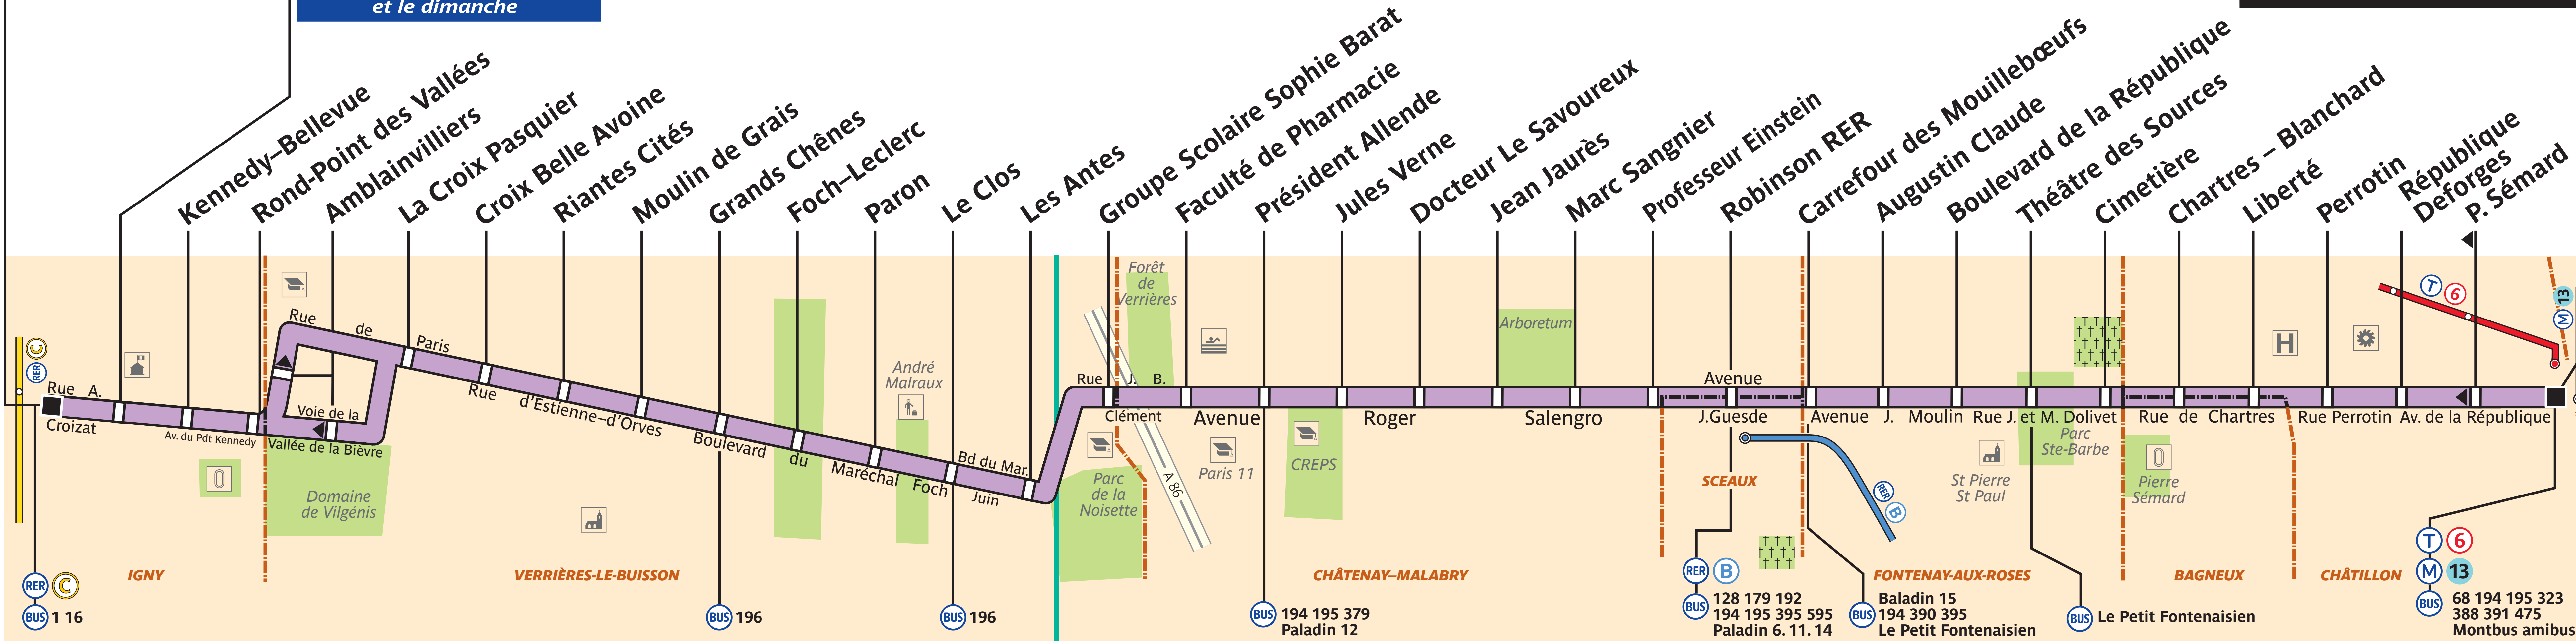 et le dimanche
Kennedy–Bellevue
Rond-Point des Vallées
Amblainvilliers
La Croix Pasquier
Croix Belle Avoine
Riantes Cités
Moulin de Grais
Grands Chênes
Foch–Leclerc
Paron
Le Clos
Les Antes
Groupe Scolaire Sophie Barat
Faculté de Pharmacie
Président Allende
Jules Verne
Docteur Le Savoureux
Jean Jaurès
Marc Sangnier
Professeur Einstein
Robinson RER
Carrefour des Mouillebœufs
Augustin Claude
Boulevard de la République
Théâtre des Sources
Cimetière
Chartres – Blanchard
Liberté
Perrotin
République
Deforges
P. Sémard
C
RER
Rue A.
Croizat
Av. du Pdt Kennedy
Rue de Paris
Voie de la
Vallée de la Bièvre
Domaine
de Vilgénis
Rue d'Estienne–d'Orves
Boulevard du Maréchal Foch
André
Malraux
Bd du Mar.
Juin
Forêt
de
Verrières
Rue J. B.
Clément
Parc
de la
Noisette
A 86
Paris 11
Avenue Roger Salengro
CREPS
Arboretum
Avenue
J.Guesde
RER B
Avenue J. Moulin
Rue J. et M. Dolivet
Parc
Ste-Barbe
St Pierre
St Paul
Rue de Chartres
Pierre
Sémard
H
Rue Perrotin
Av. de la République
T 6
13
M
IGNY
VERRIÈRES-LE-BUISSON
CHÂTENAY–MALABRY
SCEAUX
FONTENAY-AUX-ROSES
BAGNEUX
CHÂTILLON
RER C
BUS 1 16
BUS 196
BUS 196
BUS 194 195 379
Paladin 12
RER B
BUS 128 179 192
194 195 395 595
Paladin 6. 11. 14
Baladin 15
BUS 194 390 395
Le Petit Fontenaisien
BUS Le Petit Fontenaisien
T 6
M 13
BUS 68 194 195 323
388 391 475
Montbus amibus